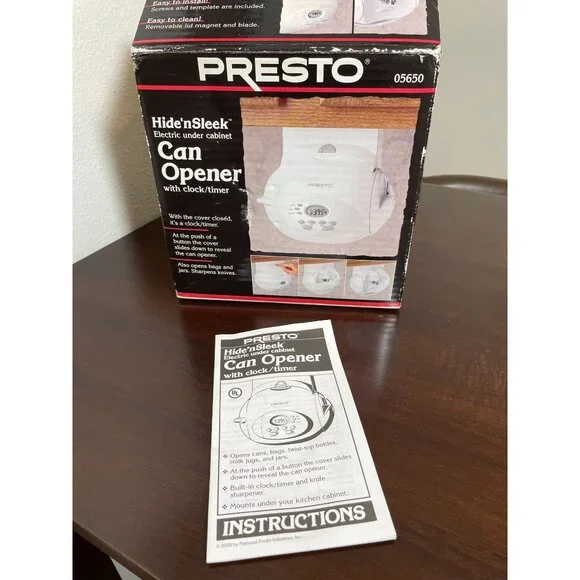 Easy to install!
Screws and template are included.
Easy to clean!
Removable lid magnet and blade.
PRESTO®
05650
Hide'nSleek™
Electric under cabinet
Can
Opener
with clock/timer
With the cover closed,
it's a clock/timer.
At the push of a
button the cover
slides down to reveal
the can opener.
Also opens bags and
jars. Sharpens knives.
PRESTO
PRESTO
Hide'nSleek™
Electric under cabinet
Can Opener
with clock/timer
UL
PRESTO
❖ Opens cans, bags, twist-top bottles,
milk jugs, and jars.
❖ At the push of a button the cover slides
down to reveal the can opener.
❖ Built-in clock/timer and knife
sharpener.
❖ Mounts under your kitchen cabinet.
INSTRUCTIONS
by National Presto Industries, Inc.